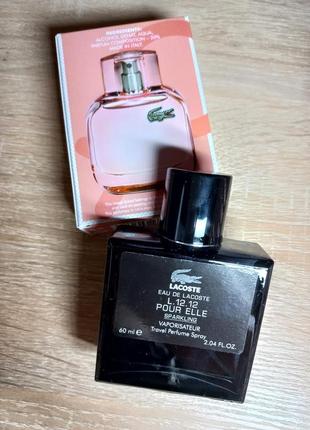 INGREDIENTS:
ALCOHOL DENAT, AQUA,
PARFUM COMPOSITION - 20%
MADE IN ITALY
LACOSTE
EAU DE LACOSTE
L.12.12
POUR ELLE
SPARKLING
VAPORISATEUR
60 ml e Travel Perfume Spray
2.04 FL.OZ.